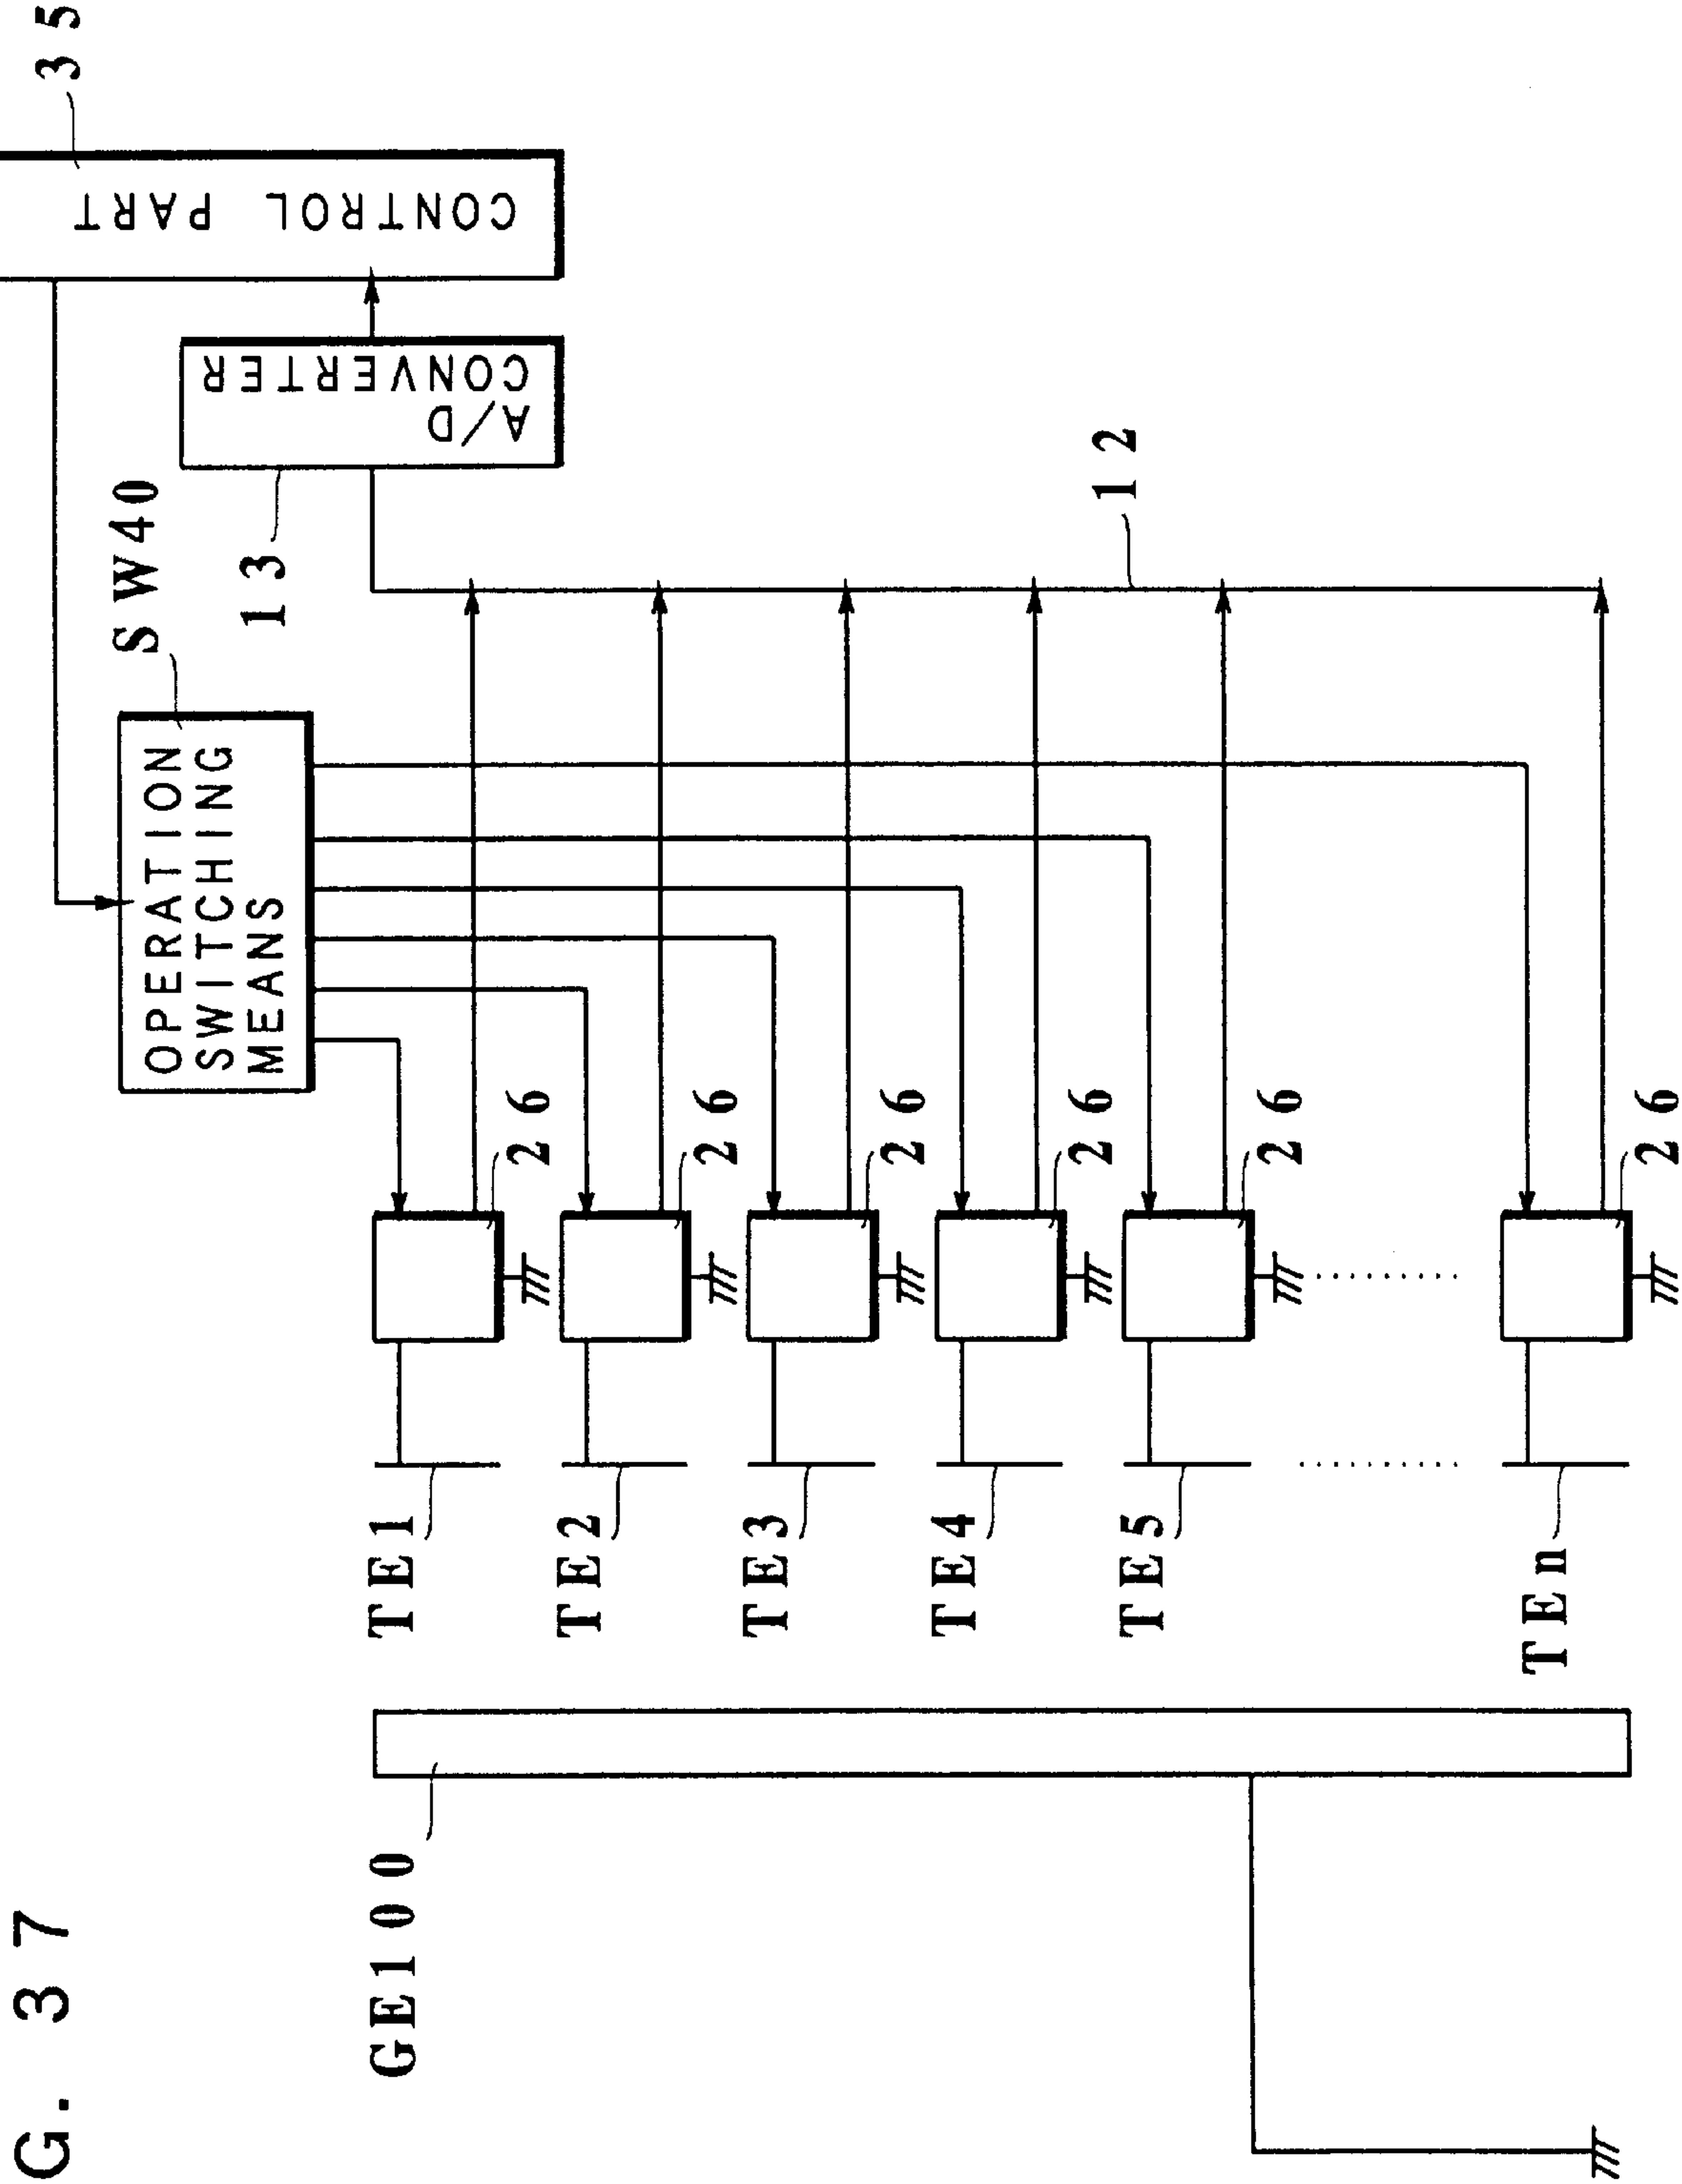 G. 37
35
CONTROL PART
A/D
CONVERTER
13
SW40
OPERATION
SWITCHING
MEANS
12
26
26
26
26
26
26
TE1
TE2
TE3
TE4
TE5
TEn
GE100